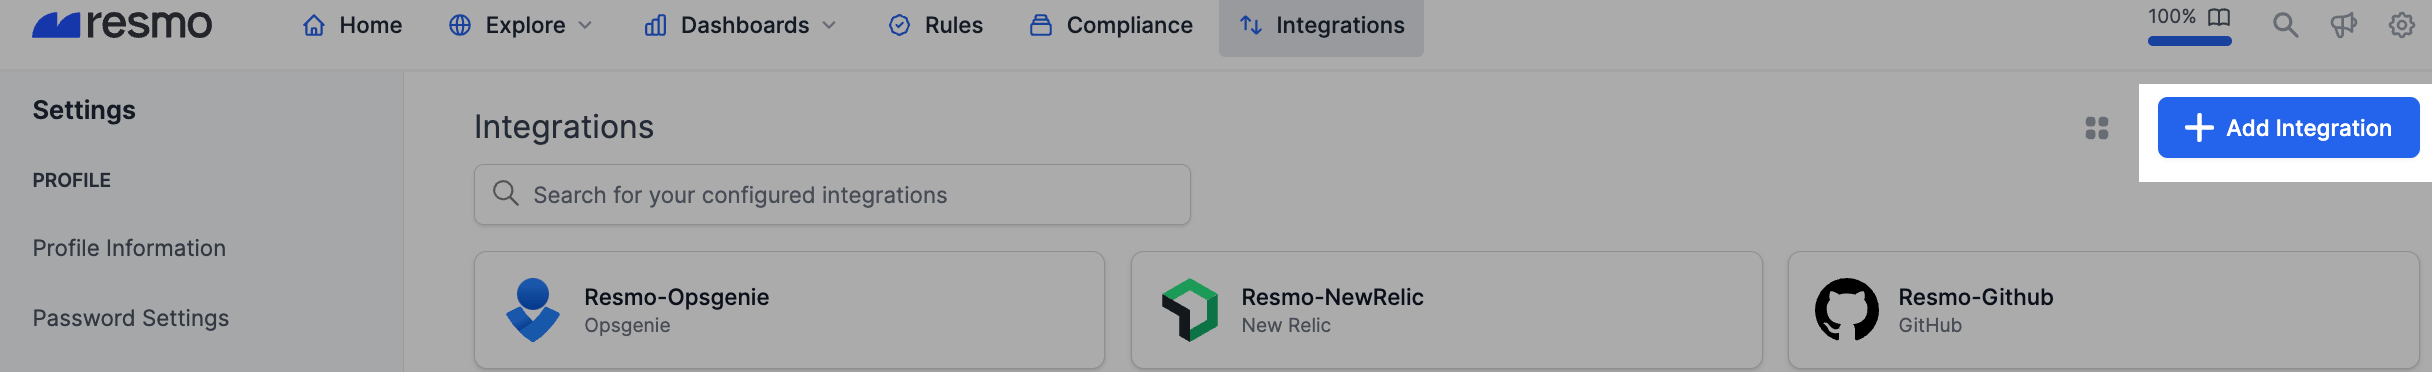 resmo
Home
Explore
Dashboards
Rules
Compliance
Integrations
100%
Settings
PROFILE
Profile Information
Password Settings
Integrations
Add Integration
Search for your configured integrations
Resmo-Opsgenie
Opsgenie
Resmo-NewRelic
New Relic
Resmo-Github
GitHub